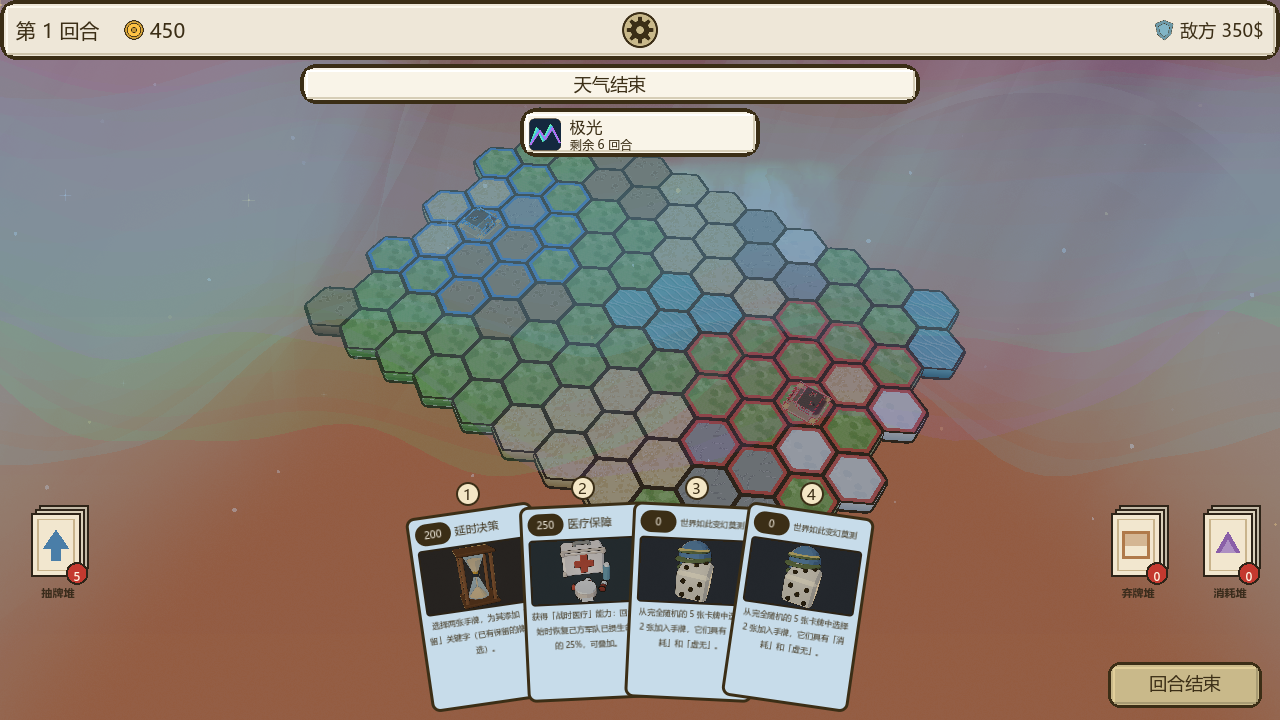 第 1 回合
450
敌方 350$
天气结束
极光
剩余 6 回合
1
200 延时决策
选择两张手牌，为其添加
留」关键字（已有保留的
选）。
2
250 医疗保障
获得「战时医疗」能力：回
始时恢复己方军队已损生
的 25%，可叠加。
3
0 世界如此变幻莫测
从完全随机的 5 张卡牌中
2 张加入手牌，它们具有
耗」和「虚无」。
4
0 世界如此变幻莫测
从完全随机的 5 张卡牌中选择
2 张加入手牌，它们具有「消
耗」和「虚无」。
5
抽牌堆
0
弃牌堆
0
消耗堆
回合结束